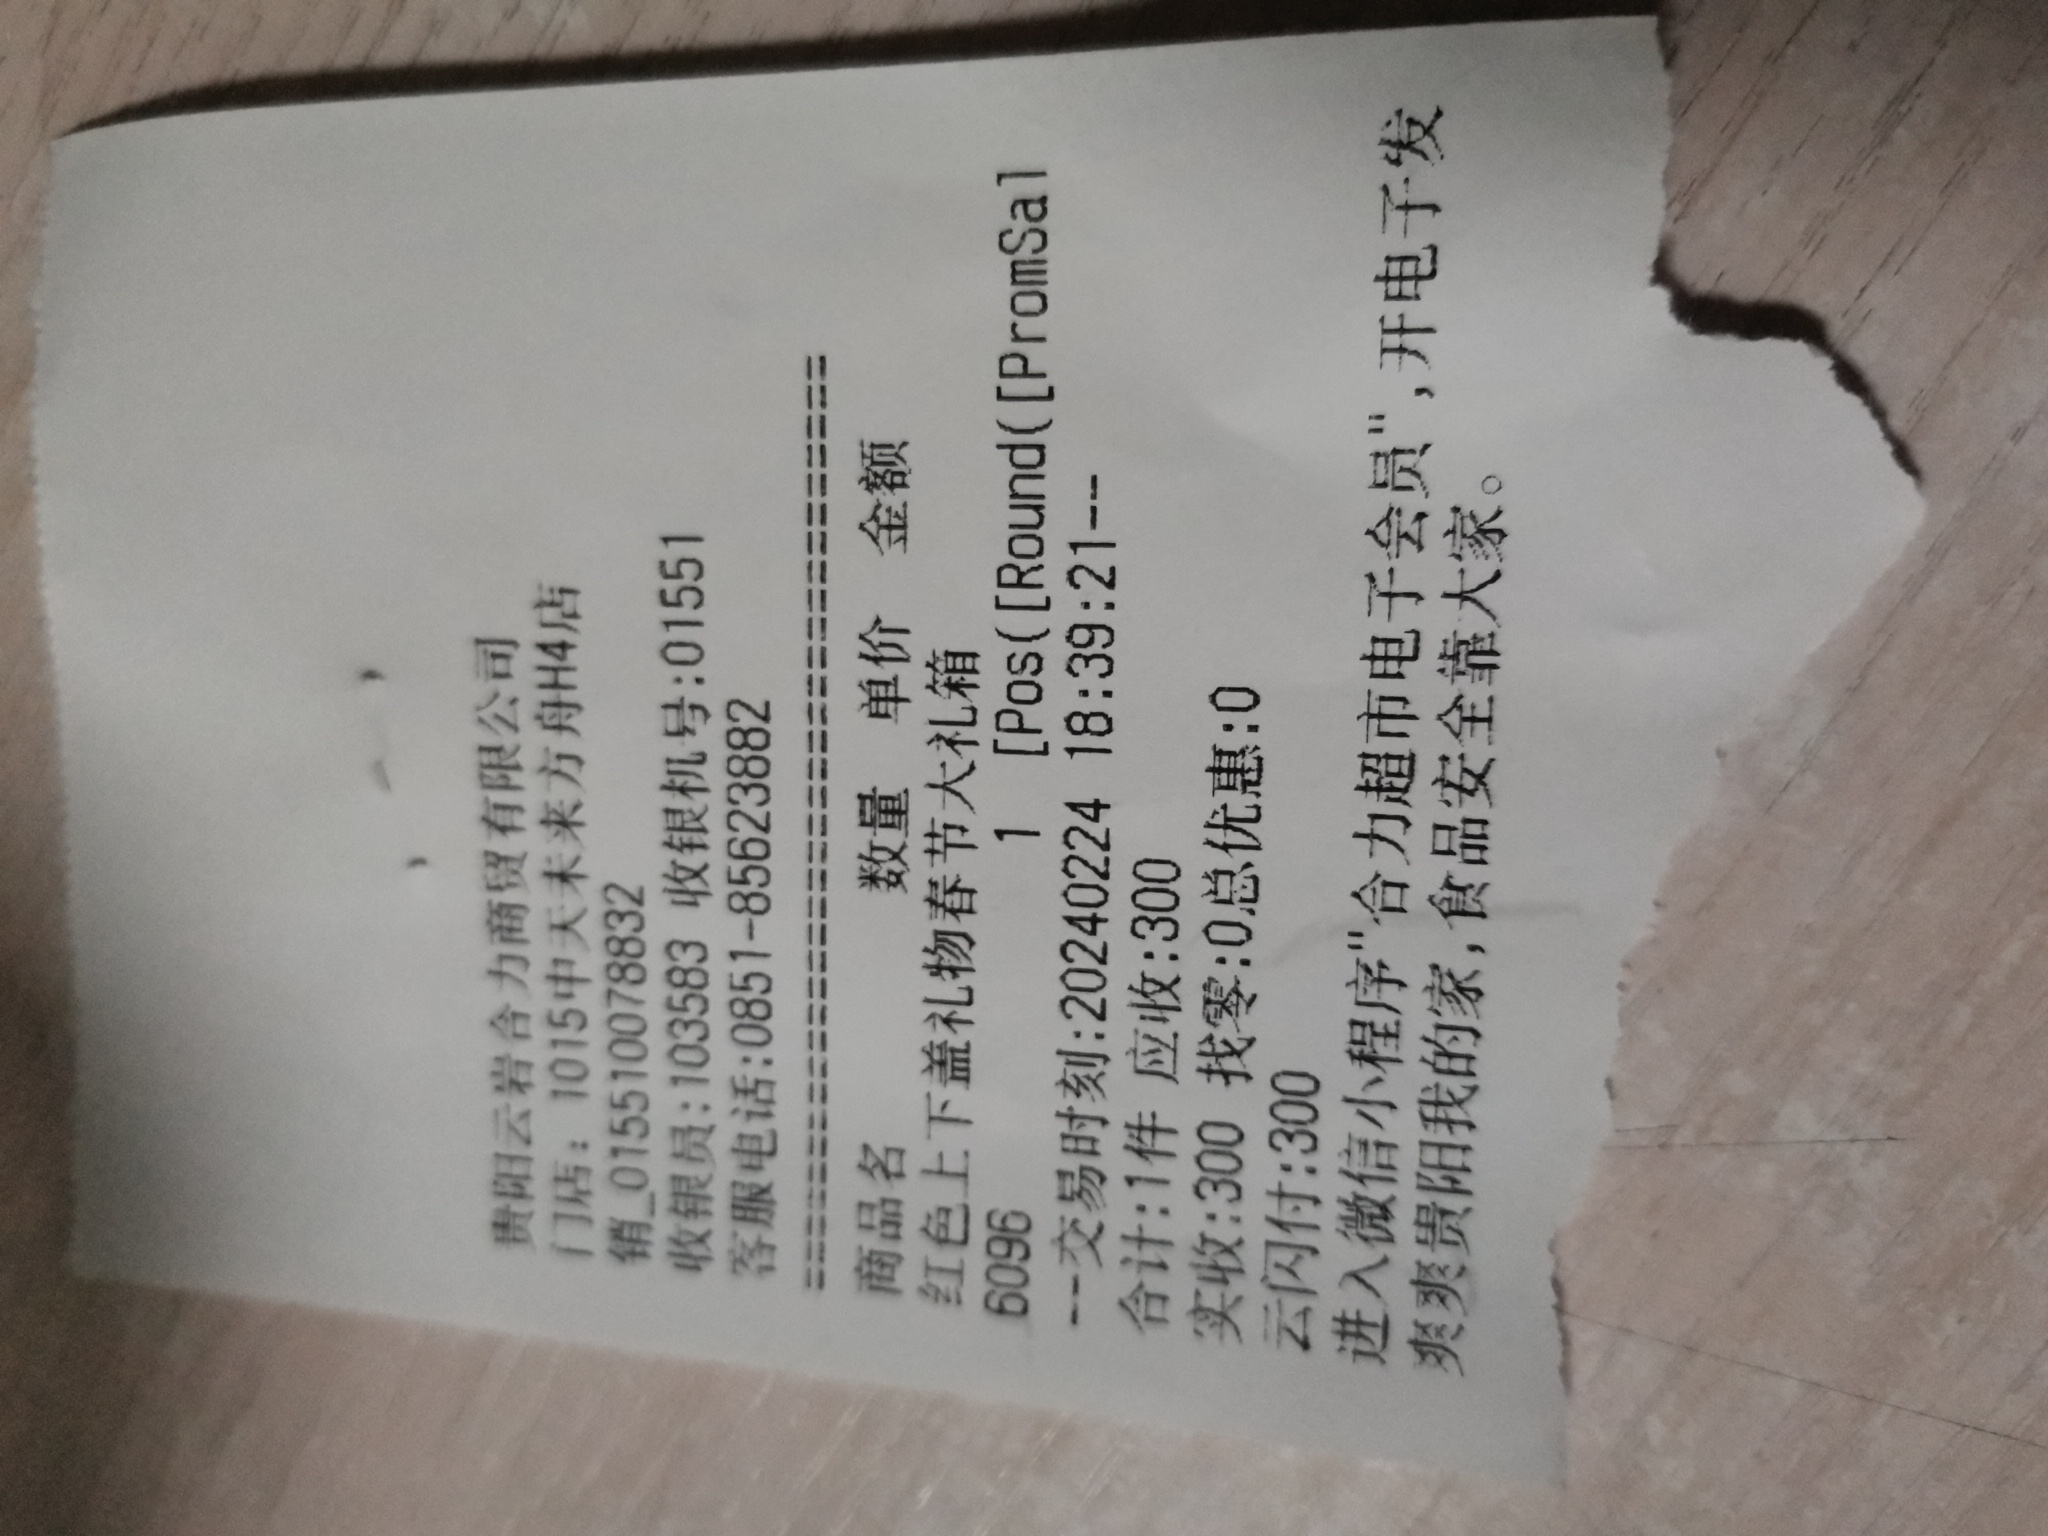 贵阳云岩合力商贸有限公司
门店：1015中天未来方舟H4店
销_0155510078832
收银员:103583 收银机号:01551
客服电话:0851-85623882
========================================
商品名 数量 单价 金额
红色上下盖礼物春节大礼箱
6096 1 [Pos([Round([PromSal
--交易时刻:20240224 18:39:21--
合计:1件 应收:300
实收:300 找零:0总优惠:0
云闪付:300
进入微信小程序"合力超市电子会员",开电子发
爽爽贵阳我的家,食品安全靠大家。